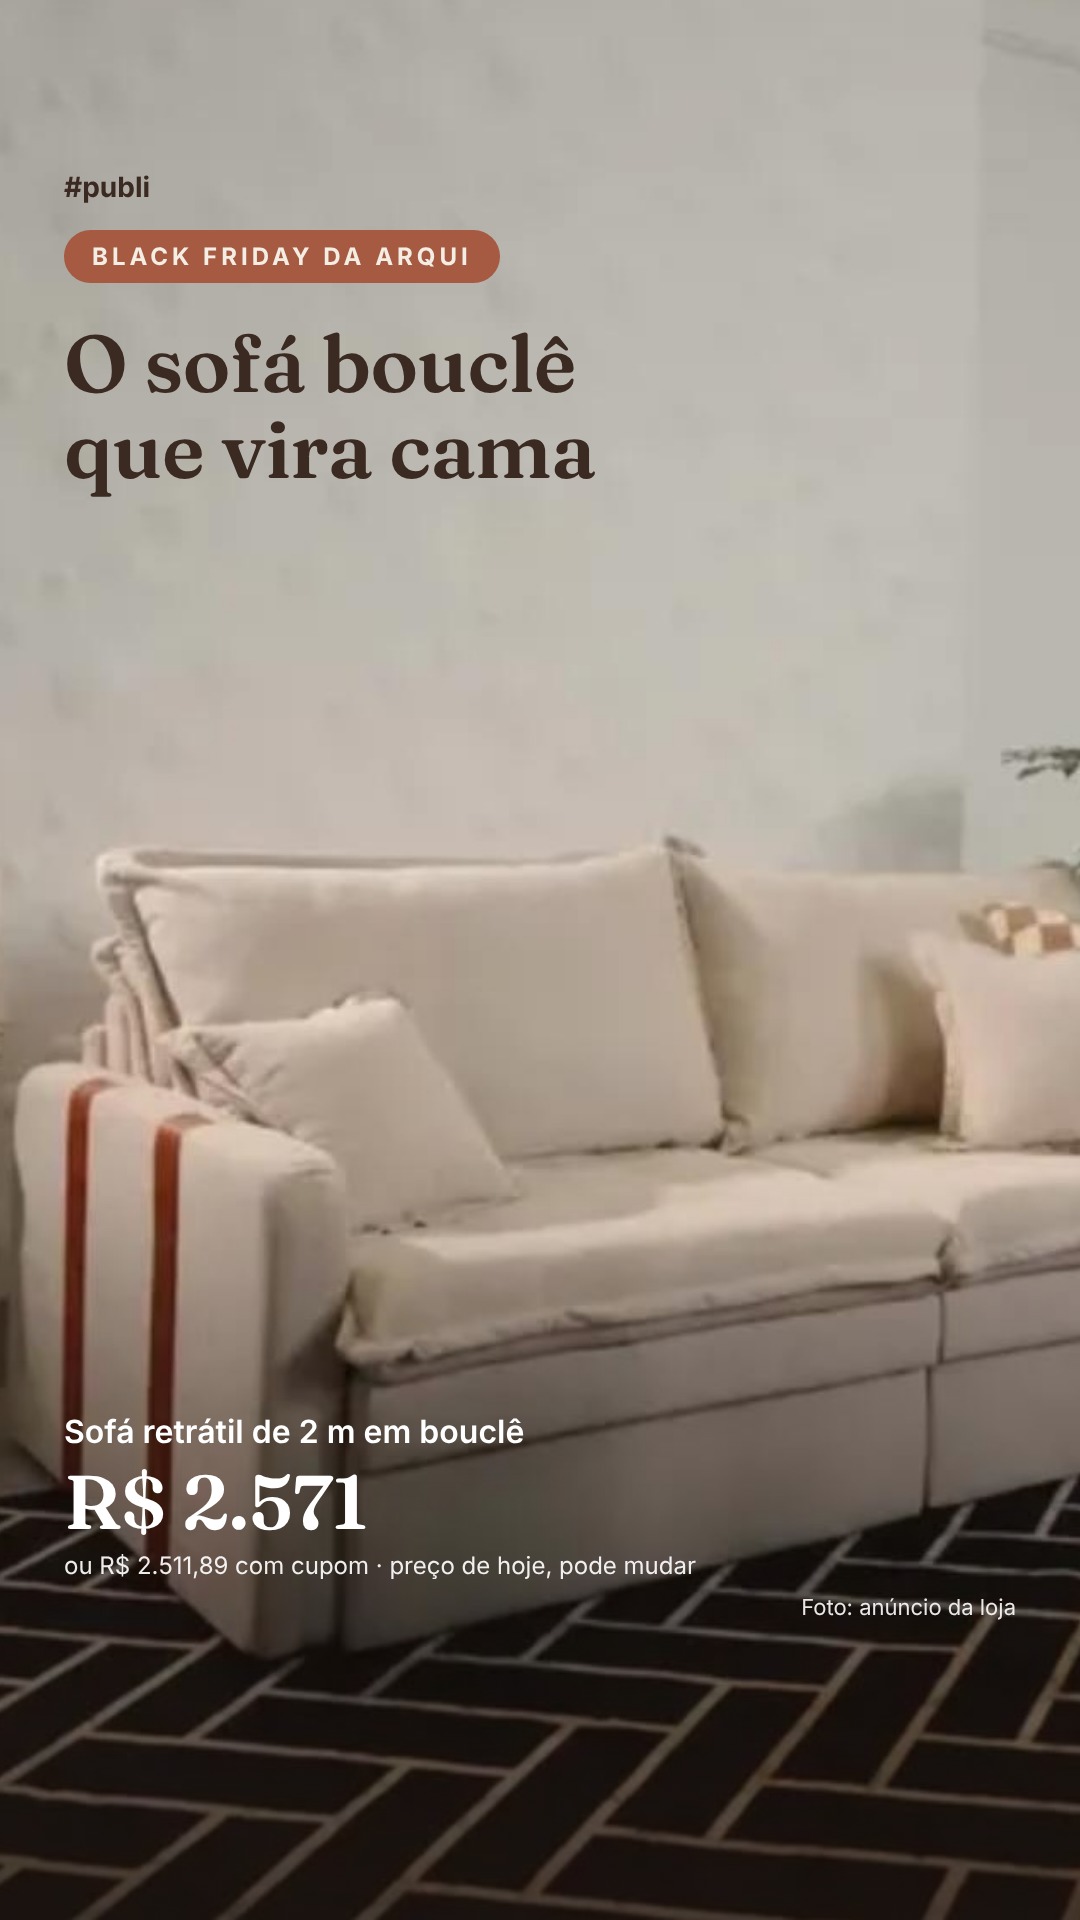 #publi
BLACK FRIDAY DA ARQUI
O sofá bouclê
que vira cama
Sofá retrátil de 2 m em bouclê
R$ 2.571
ou R$ 2.511,89 com cupom · preço de hoje, pode mudar
Foto: anúncio da loja